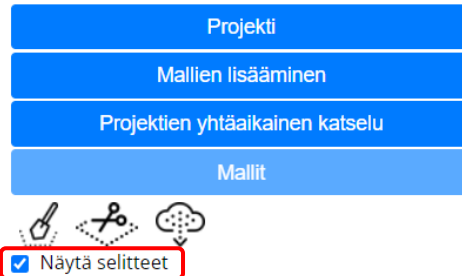 Projekti
Mallien lisääminen
Projektien yhtäaikainen katselu
Mallit
Näytä selitteet